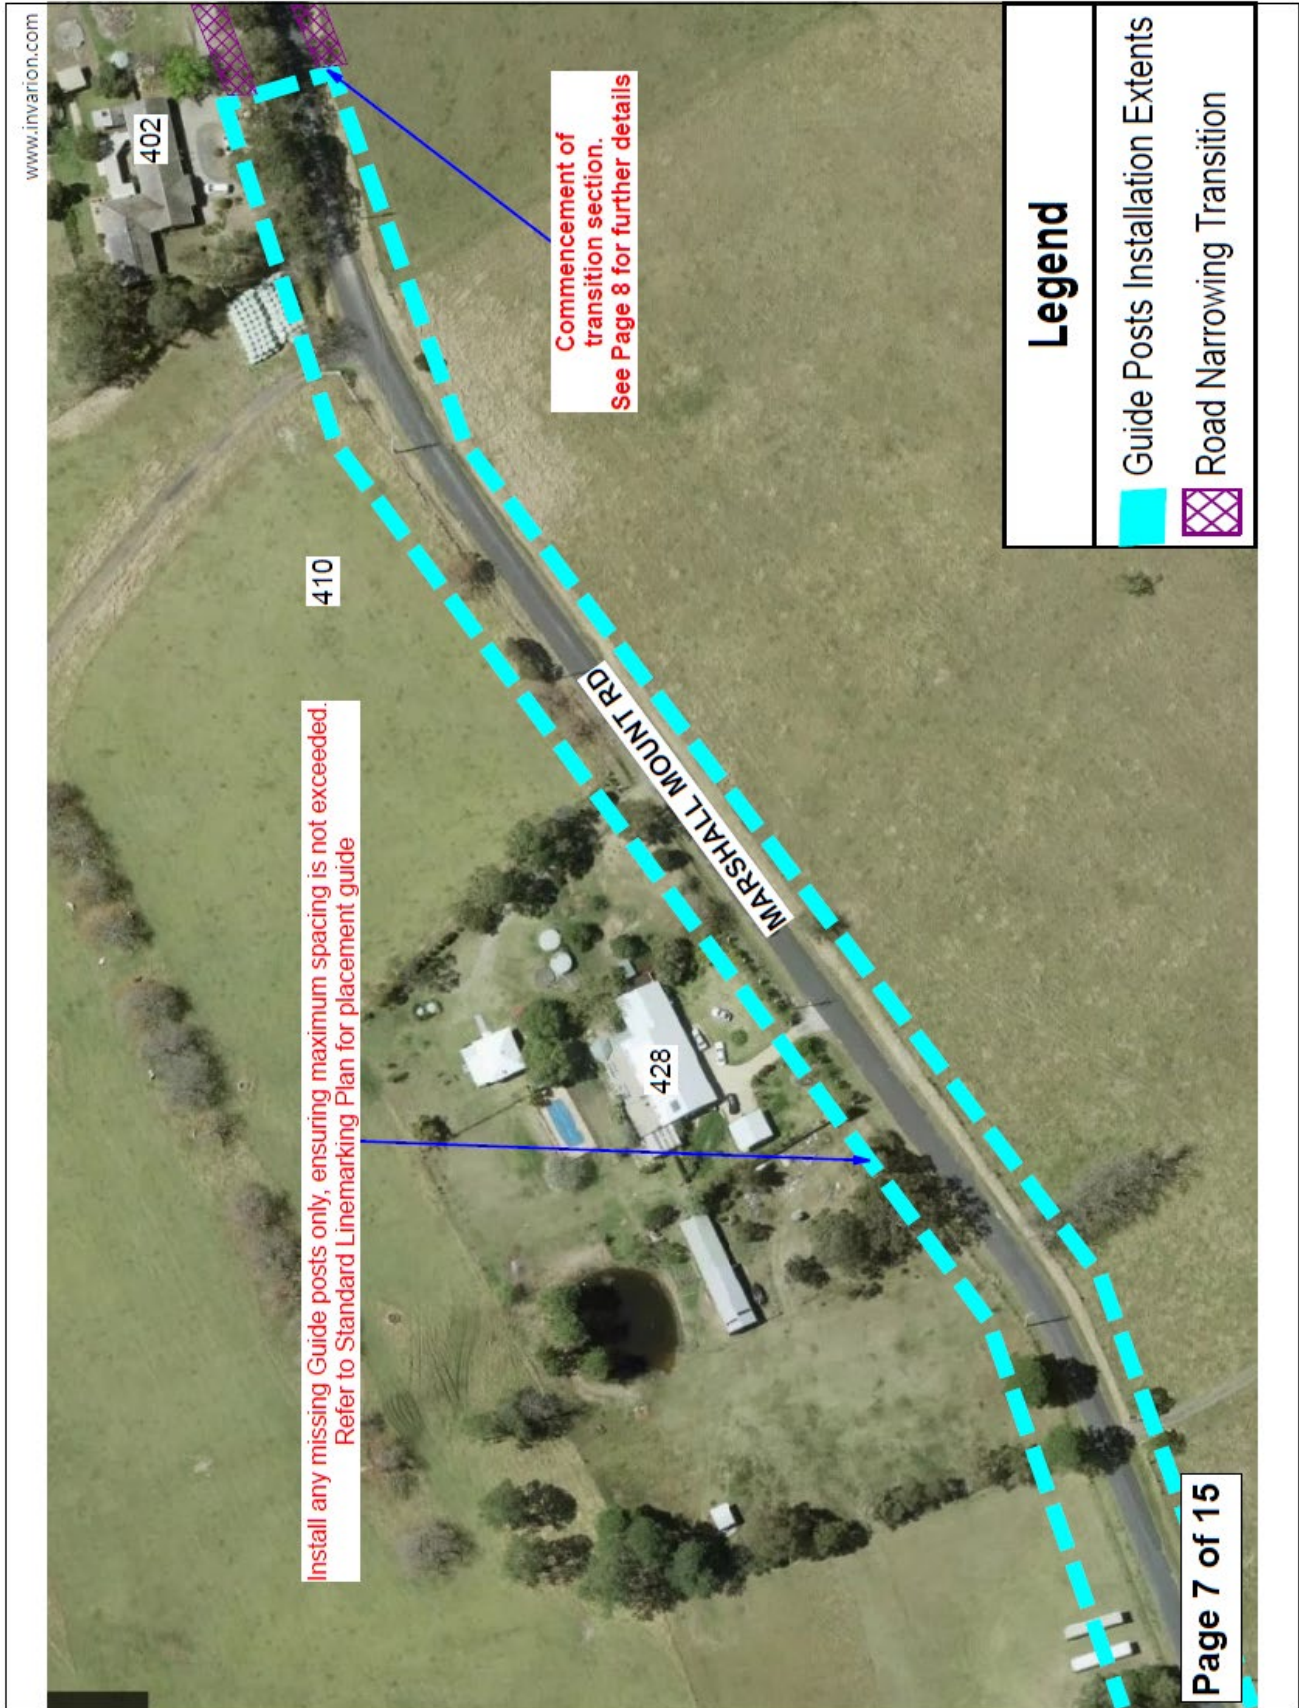 www.invarion.com
402
Commencement of
transition section.
See Page 8 for further details
410
Install any missing Guide posts only, ensuring maximum spacing is not exceeded.
Refer to Standard Linemarking Plan for placement guide
MARSHALL MOUNT RD
428
Legend
Guide Posts Installation Extents
Road Narrowing Transition
Page 7 of 15